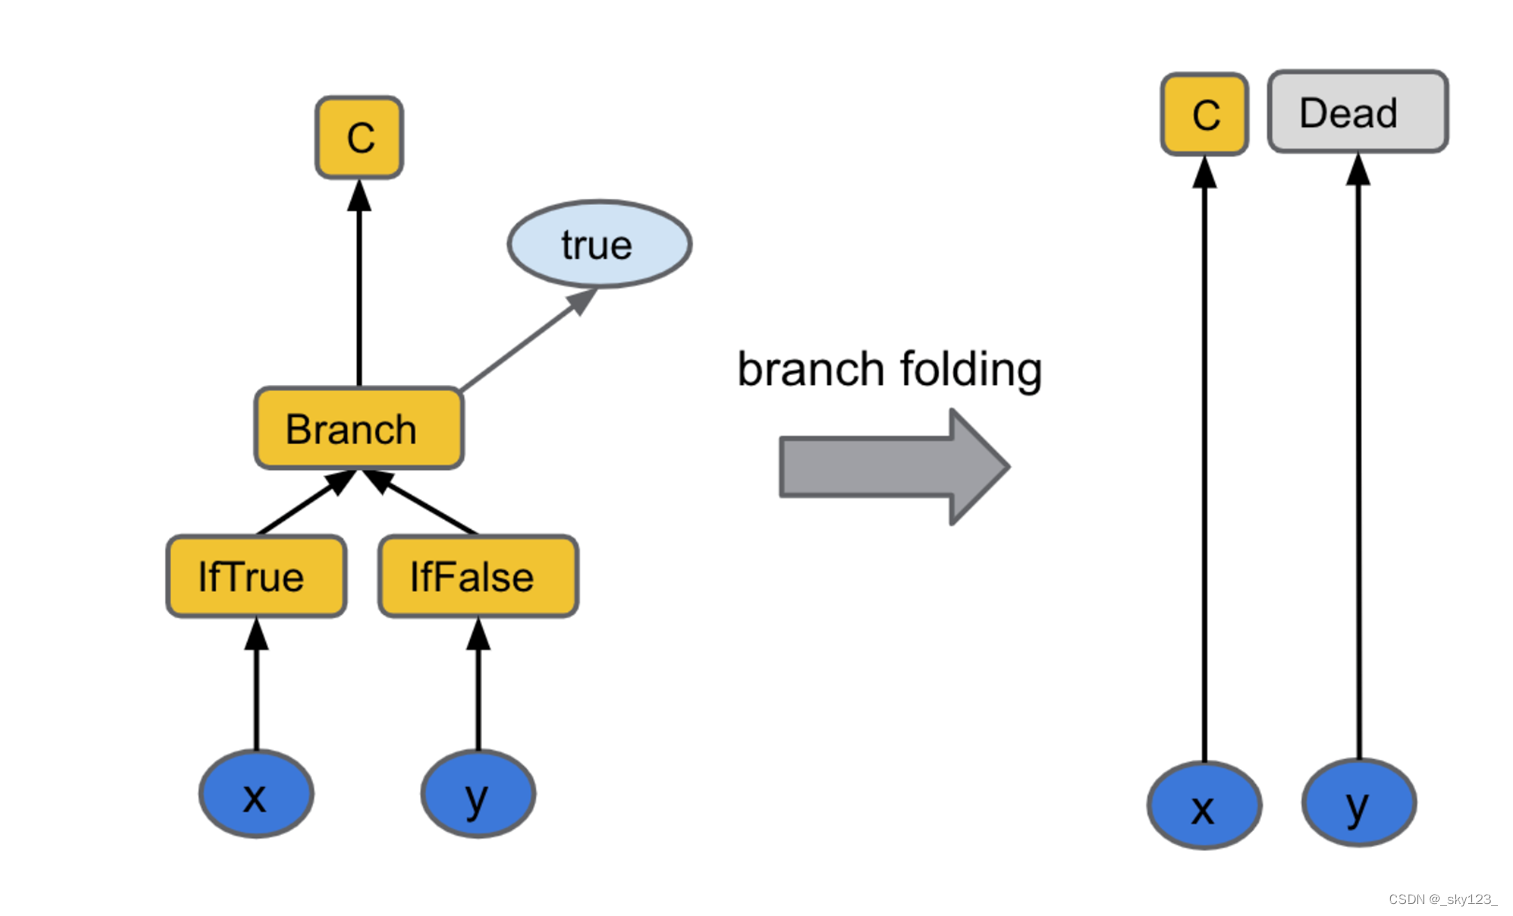 C
true
Branch
IfTrue
IfFalse
x
y
branch folding
C
Dead
x
y
CSDN @_sky123_